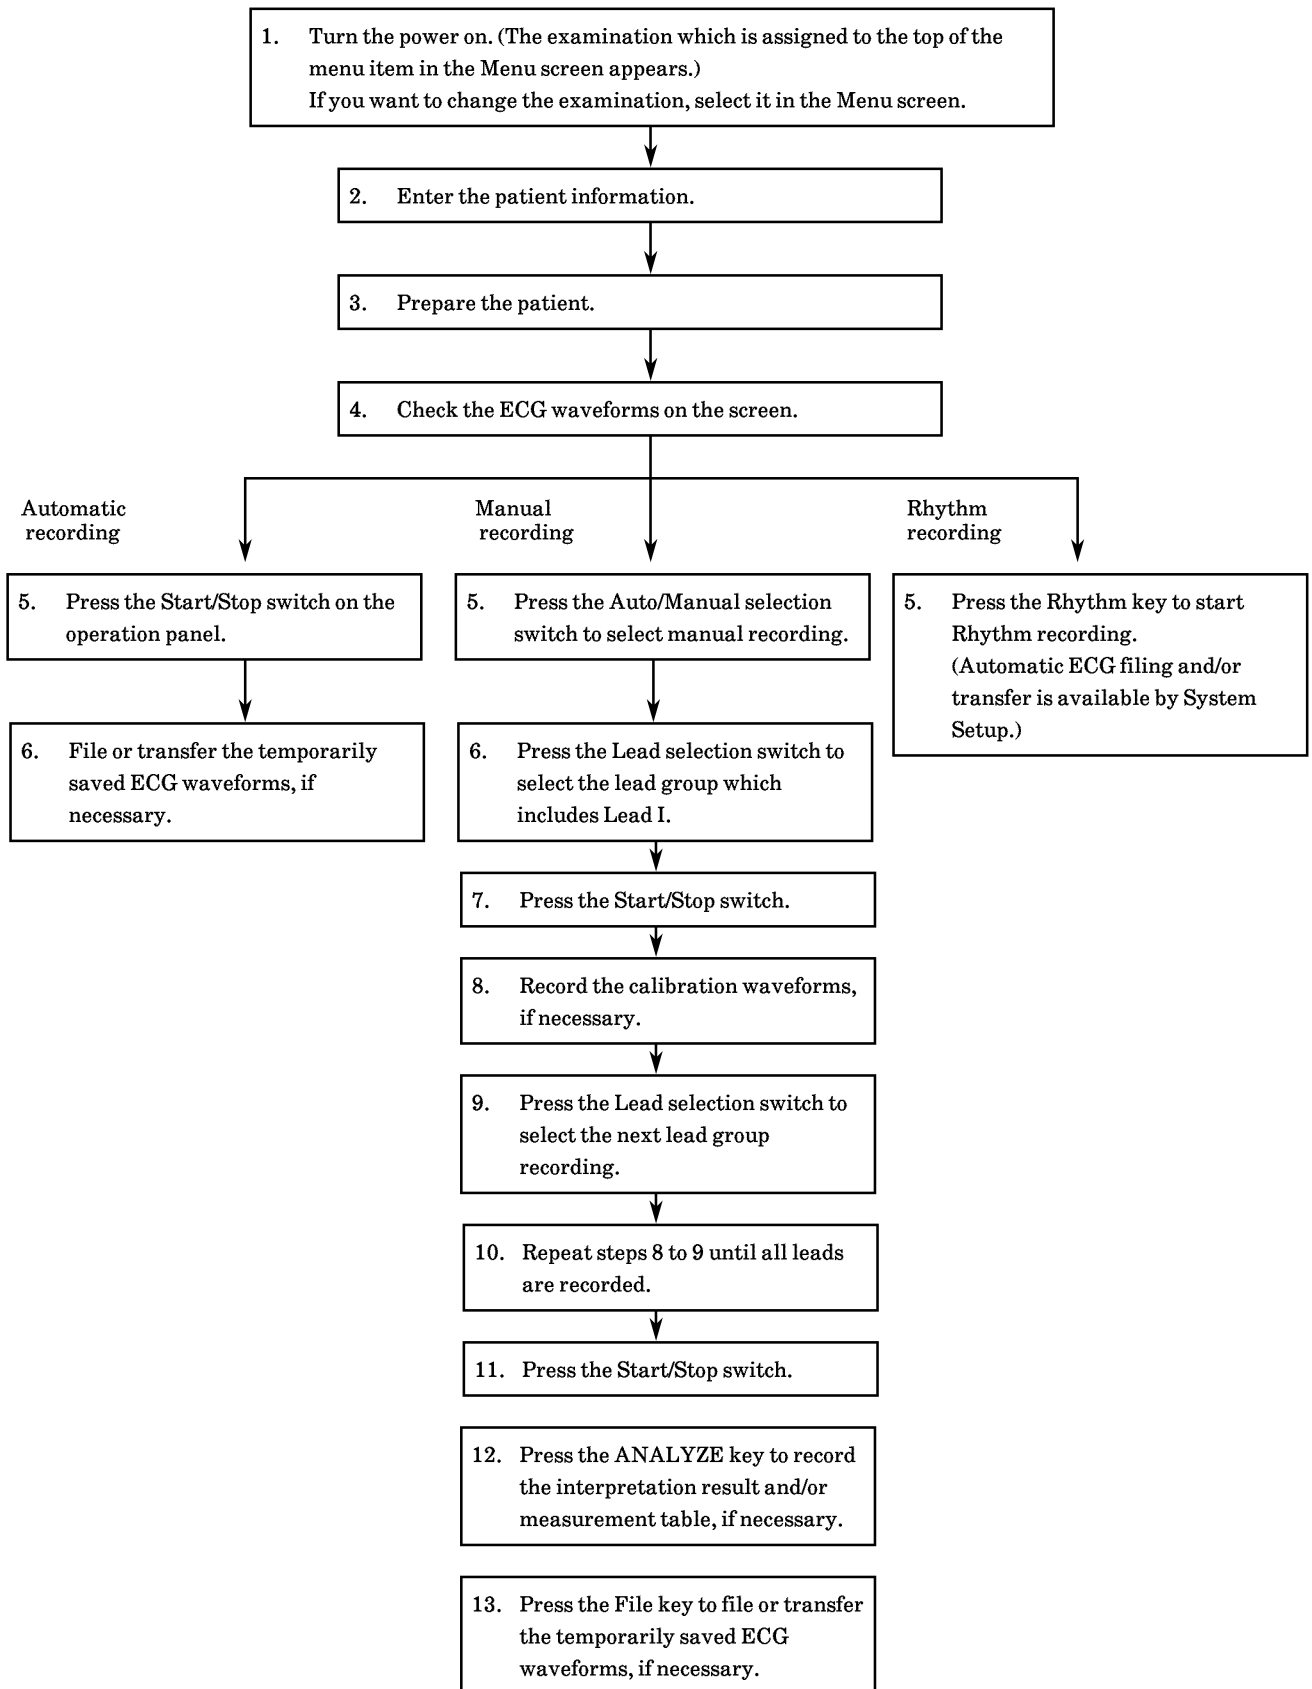 1. Turn the power on. (The examination which is assigned to the top of the
menu item in the Menu screen appears.)
If you want to change the examination, select it in the Menu screen.
2. Enter the patient information.
3. Prepare the patient.
4. Check the ECG waveforms on the screen.
Automatic
recording
5. Press the Start/Stop switch on the
operation panel.
6. File or transfer the temporarily
saved ECG waveforms, if
necessary.
Manual
recording
5. Press the Auto/Manual selection
switch to select manual recording.
6. Press the Lead selection switch to
select the lead group which
includes Lead I.
7. Press the Start/Stop switch.
8. Record the calibration waveforms,
if necessary.
9. Press the Lead selection switch to
select the next lead group
recording.
10. Repeat steps 8 to 9 until all leads
are recorded.
11. Press the Start/Stop switch.
12. Press the ANALYZE key to record
the interpretation result and/or
measurement table, if necessary.
13. Press the File key to file or transfer
the temporarily saved ECG
waveforms, if necessary.
Rhythm
recording
5. Press the Rhythm key to start
Rhythm recording.
(Automatic ECG filing and/or
transfer is available by System
Setup.)